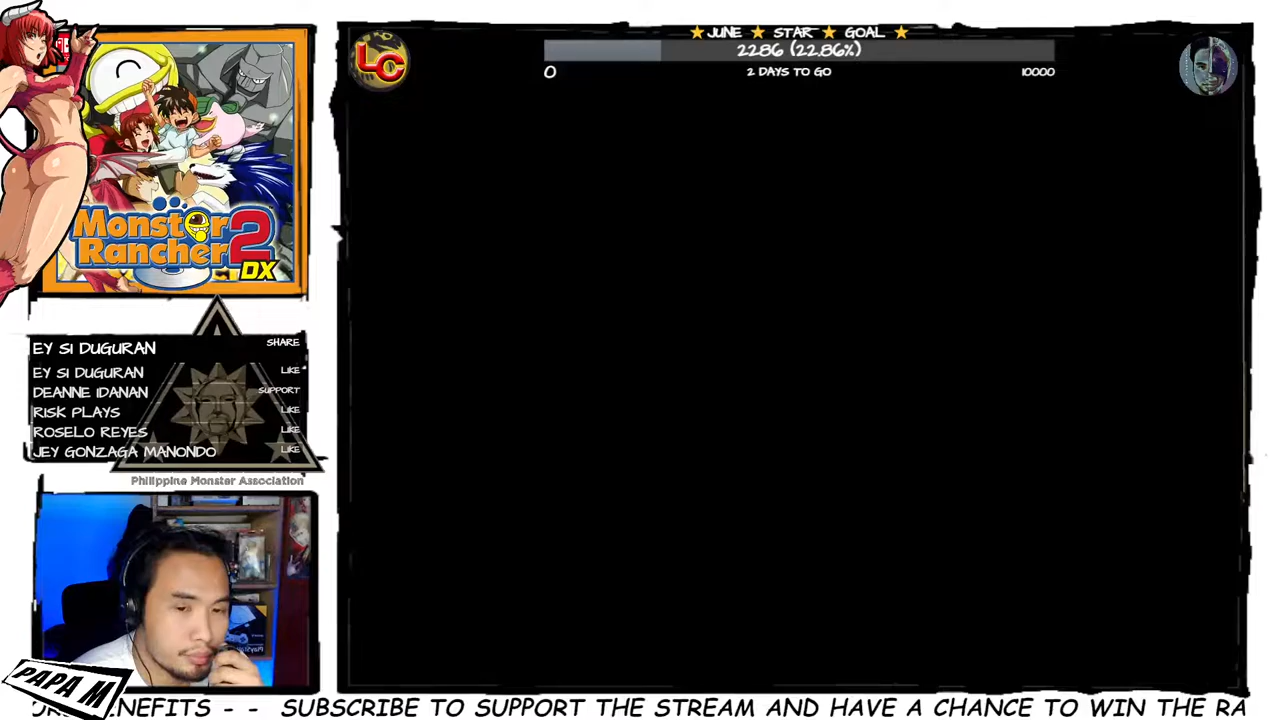 ⭐JUNE ⭐ STAR ⭐ GOAL ⭐
2286 (22.86%)
0 2 DAYS TO GO 10000
LC
Monster
Rancher 2
DX
EY SI DUGURAN SHARE
EY SI DUGURAN LIKE
DEANNE IDANAN SUPPORT
RISK PLAYS LIKE
ROSELO REYES LIKE
JEY GONZAGA MANONDO LIKE
Philippine Monster Association
PAPA M
ENEFITS - - SUBSCRIBE TO SUPPORT THE STREAM AND HAVE A CHANCE TO WIN THE RA